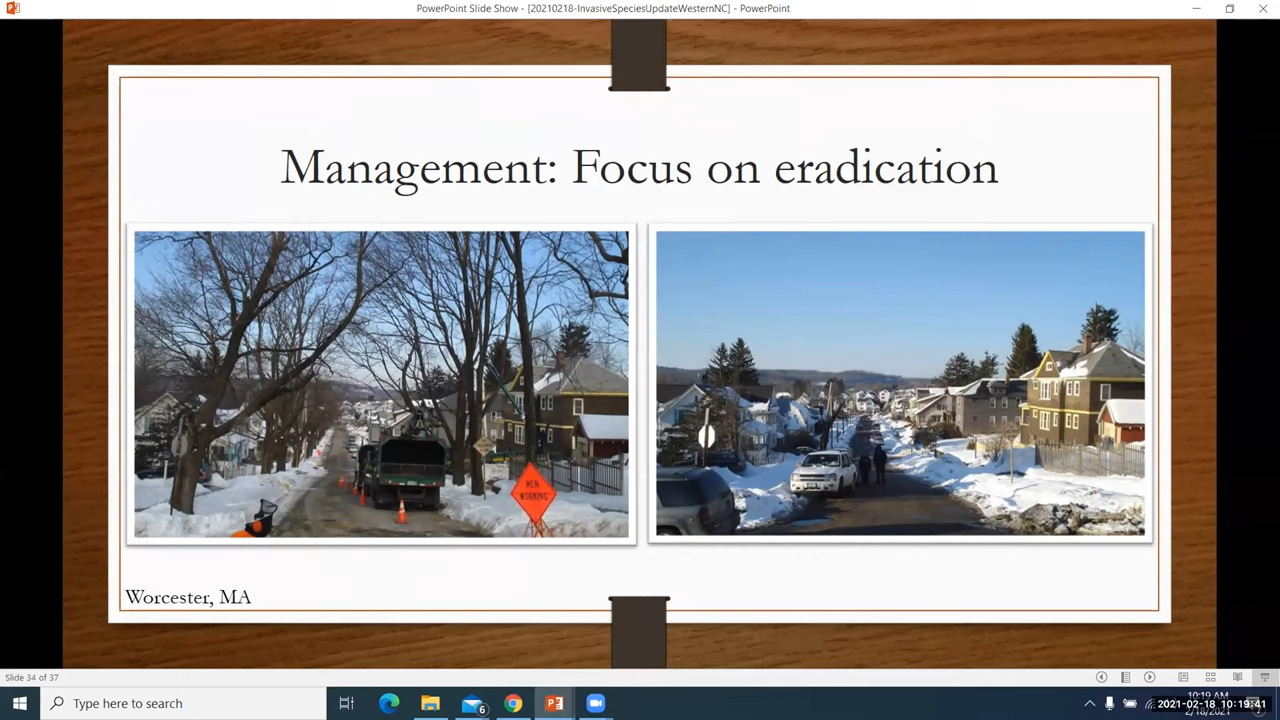 PowerPoint Slide Show - [20210218-InvasiveSpeciesUpdateWesternNC] - PowerPoint
Management: Focus on eradication
MEN
WORKING
Worcester, MA
Slide 34 of 37
Type here to search
6
10:19 AM
2021-02-18 10:19:41